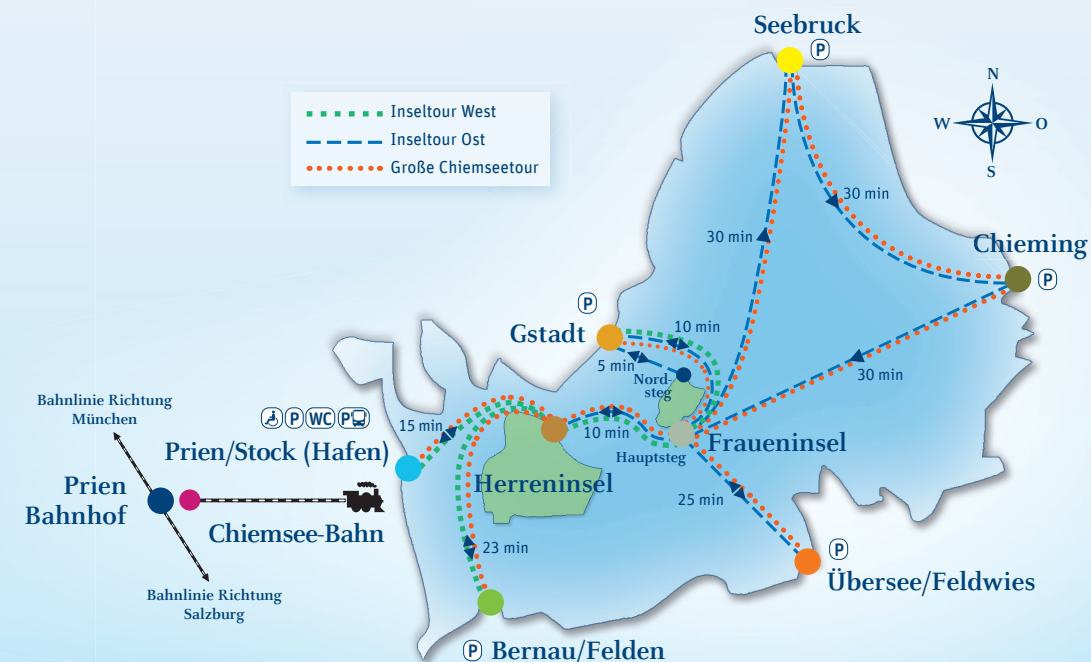 Seebruck
P
N
W
O
S
Inseltour West
Inseltour Ost
Große Chiemseetour
30 min
30 min
Chieming
P
P
Gstadt
10 min
5 min
Nord-
steg
30 min
Bahnlinie Richtung
München
P
WC
P
15 min
Prien/Stock (Hafen)
10 min
Hauptsteg
Fraueninsel
Herreninsel
Prien
Bahnhof
Chiemsee-Bahn
25 min
23 min
P
Übersee/Feldwies
Bahnlinie Richtung
Salzburg
P
Bernau/Felden